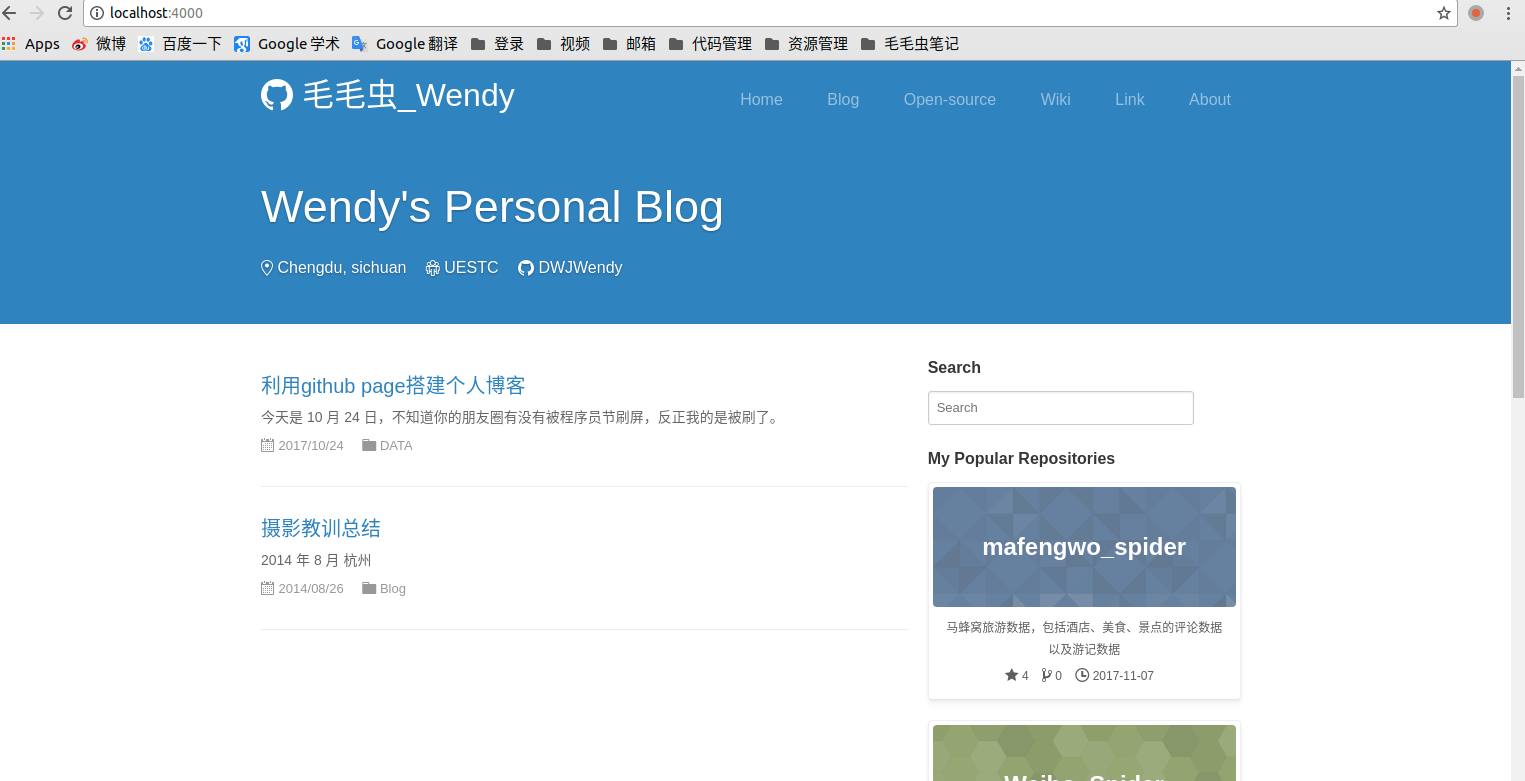 localhost:4000
Apps 微博 百度一下 Google 学术 Google 翻译 登录 视频 邮箱 代码管理 资源管理 毛毛虫笔记
毛毛虫_Wendy
Home Blog Open-source Wiki Link About
Wendy's Personal Blog
Chengdu, sichuan UESTC DWJWendy
利用github page搭建个人博客
今天是 10 月 24 日，不知道你的朋友圈有没有被程序员节刷屏，反正我的是被刷了。
2017/10/24 DATA
摄影教训总结
2014 年 8 月 杭州
2014/08/26 Blog
Search
Search
My Popular Repositories
mafengwo_spider
马蜂窝旅游数据，包括酒店、美食、景点的评论数据
以及游记数据
4 0 2017-11-07
Weibo_Spider